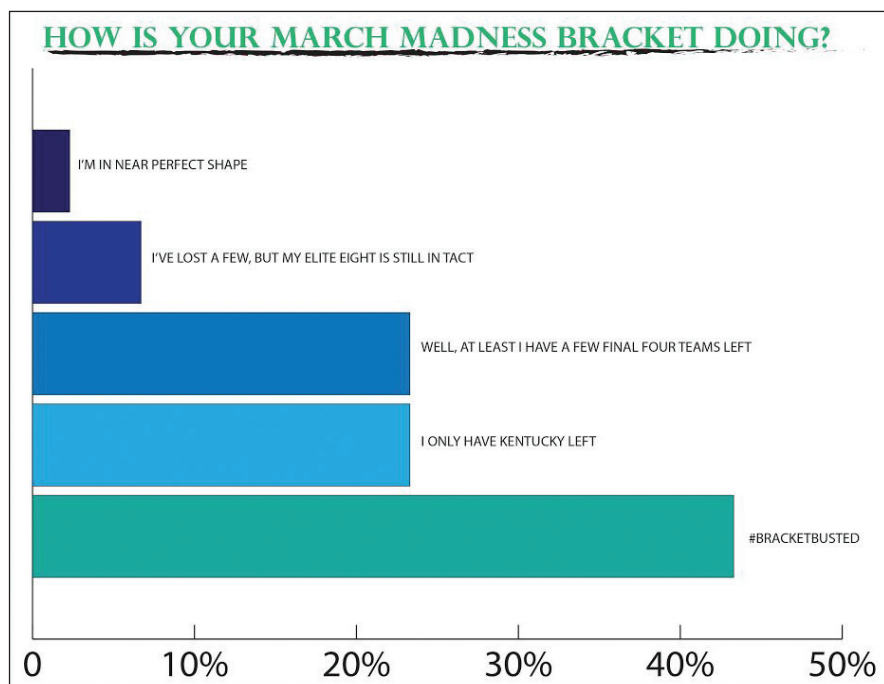 HOW IS YOUR MARCH MADNESS BRACKET DOING?
I'M IN NEAR PERFECT SHAPE
I'VE LOST A FEW, BUT MY ELITE EIGHT IS STILL IN TACT
WELL, AT LEAST I HAVE A FEW FINAL FOUR TEAMS LEFT
I ONLY HAVE KENTUCKY LEFT
#BRACKETBUSTED
0 10% 20% 30% 40% 50%